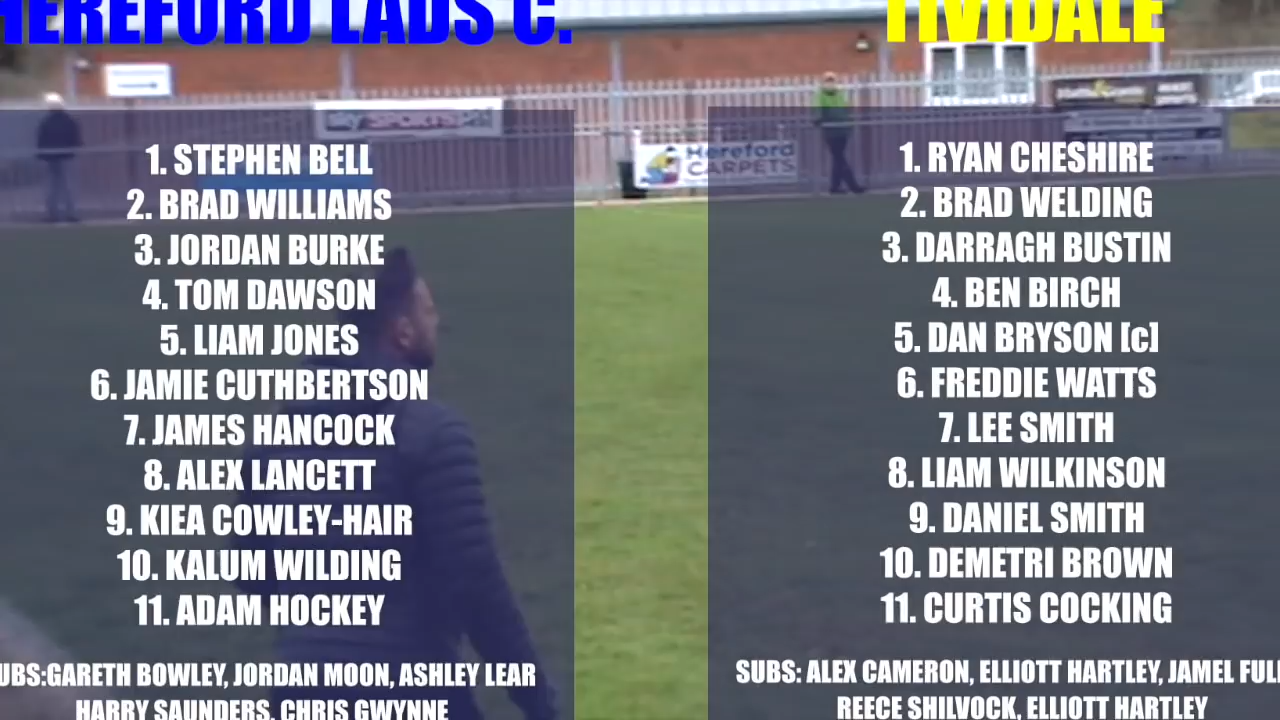 HEREFORD LADS C.
1. STEPHEN BELL
2. BRAD WILLIAMS
3. JORDAN BURKE
4. TOM DAWSON
5. LIAM JONES
6. JAMIE CUTHBERTSON
7. JAMES HANCOCK
8. ALEX LANCETT
9. KIEA COWLEY-HAIR
10. KALUM WILDING
11. ADAM HOCKEY
UBS:GARETH BOWLEY, JORDAN MOON, ASHLEY LEAR
HARRY SAUNDERS, CHRIS GWYNNE
TIVIDALE
1. RYAN CHESHIRE
2. BRAD WELDING
3. DARRAGH BUSTIN
4. BEN BIRCH
5. DAN BRYSON [c]
6. FREDDIE WATTS
7. LEE SMITH
8. LIAM WILKINSON
9. DANIEL SMITH
10. DEMETRI BROWN
11. CURTIS COCKING
SUBS: ALEX CAMERON, ELLIOTT HARTLEY, JAMEL FULL
REECE SHILVOCK, ELLIOTT HARTLEY
Hereford
CARPETS